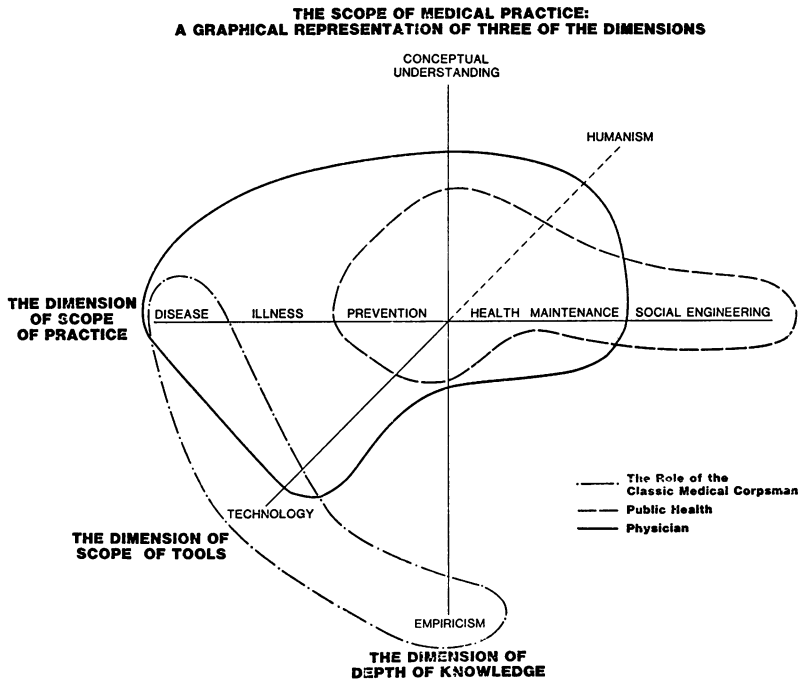 THE SCOPE OF MEDICAL PRACTICE:
A GRAPHICAL REPRESENTATION OF THREE OF THE DIMENSIONS
CONCEPTUAL
UNDERSTANDING
HUMANISM
THE DIMENSION
OF SCOPE
OF PRACTICE
DISEASE ILLNESS PREVENTION HEALTH MAINTENANCE SOCIAL ENGINEERING
The Role of the
Classic Medical Corpsman
Public Health
Physician
TECHNOLOGY
THE DIMENSION OF
SCOPE OF TOOLS
EMPIRICISM
THE DIMENSION OF
DEPTH OF KNOWLEDGE